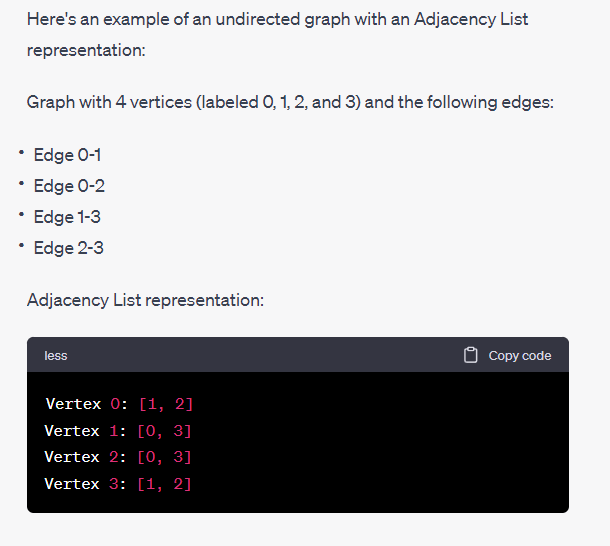 Here's an example of an undirected graph with an Adjacency List
representation:
Graph with 4 vertices (labeled 0, 1, 2, and 3) and the following edges:
• Edge 0-1
• Edge 0-2
• Edge 1-3
• Edge 2-3
Adjacency List representation:
less Copy code
Vertex 0: [1, 2]
Vertex 1: [0, 3]
Vertex 2: [0, 3]
Vertex 3: [1, 2]